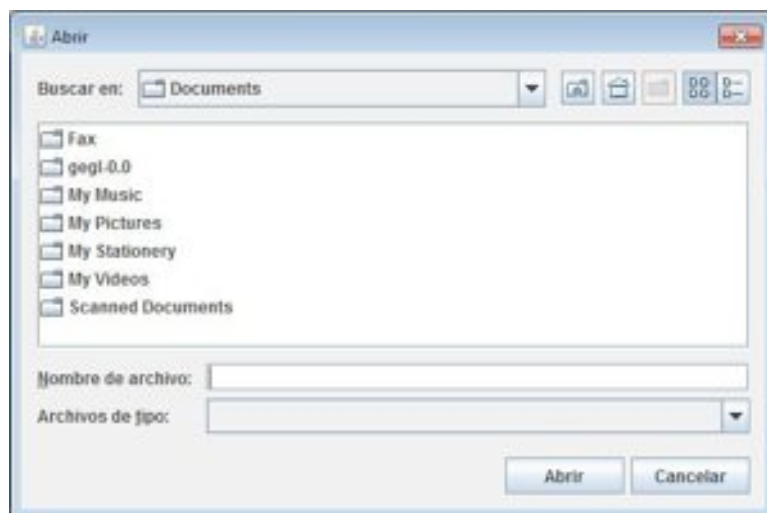 Abrir
Buscar en: Documents
Fax
gegl-0.0
My Music
My Pictures
My Stationery
My Videos
Scanned Documents
Nombre de archivo:
Archivos de tipo:
Abrir Cancelar